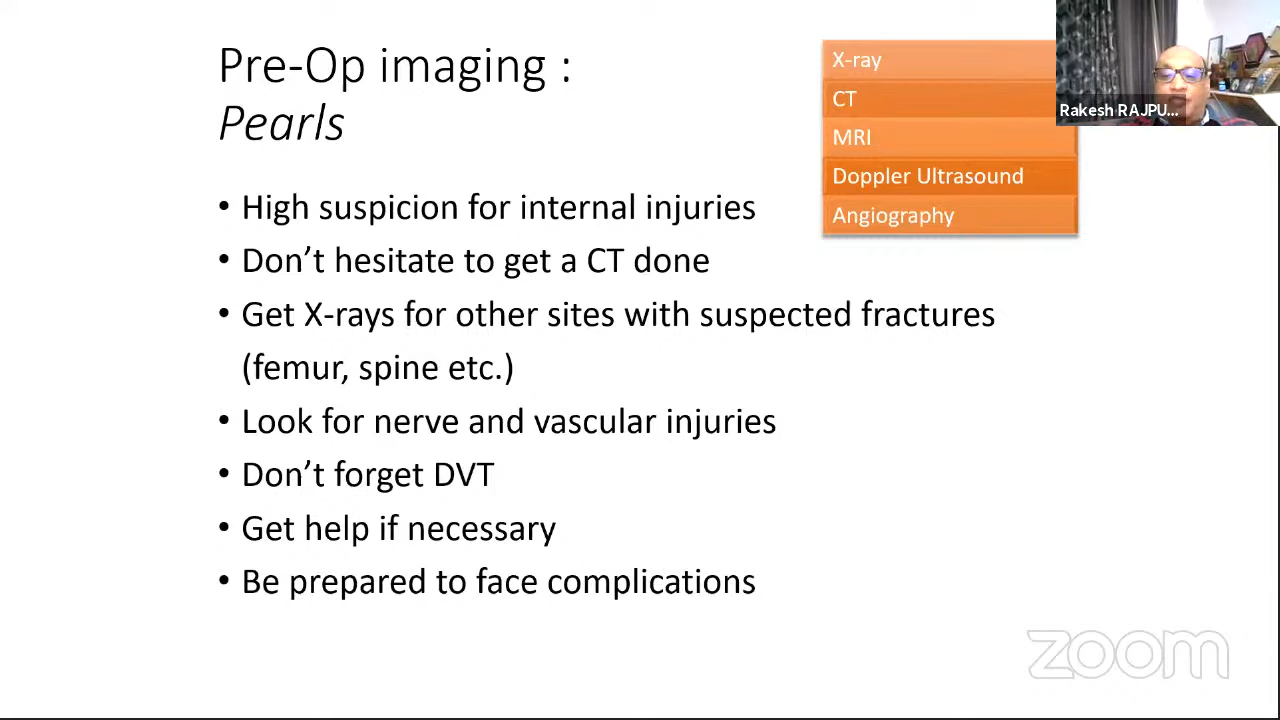 Pre-Op imaging :
Pearls
X-ray
CT
MRI
Doppler Ultrasound
Angiography
Rakesh RAJPU...
• High suspicion for internal injuries
• Don’t hesitate to get a CT done
• Get X-rays for other sites with suspected fractures
(femur, spine etc.)
• Look for nerve and vascular injuries
• Don’t forget DVT
• Get help if necessary
• Be prepared to face complications
zoom